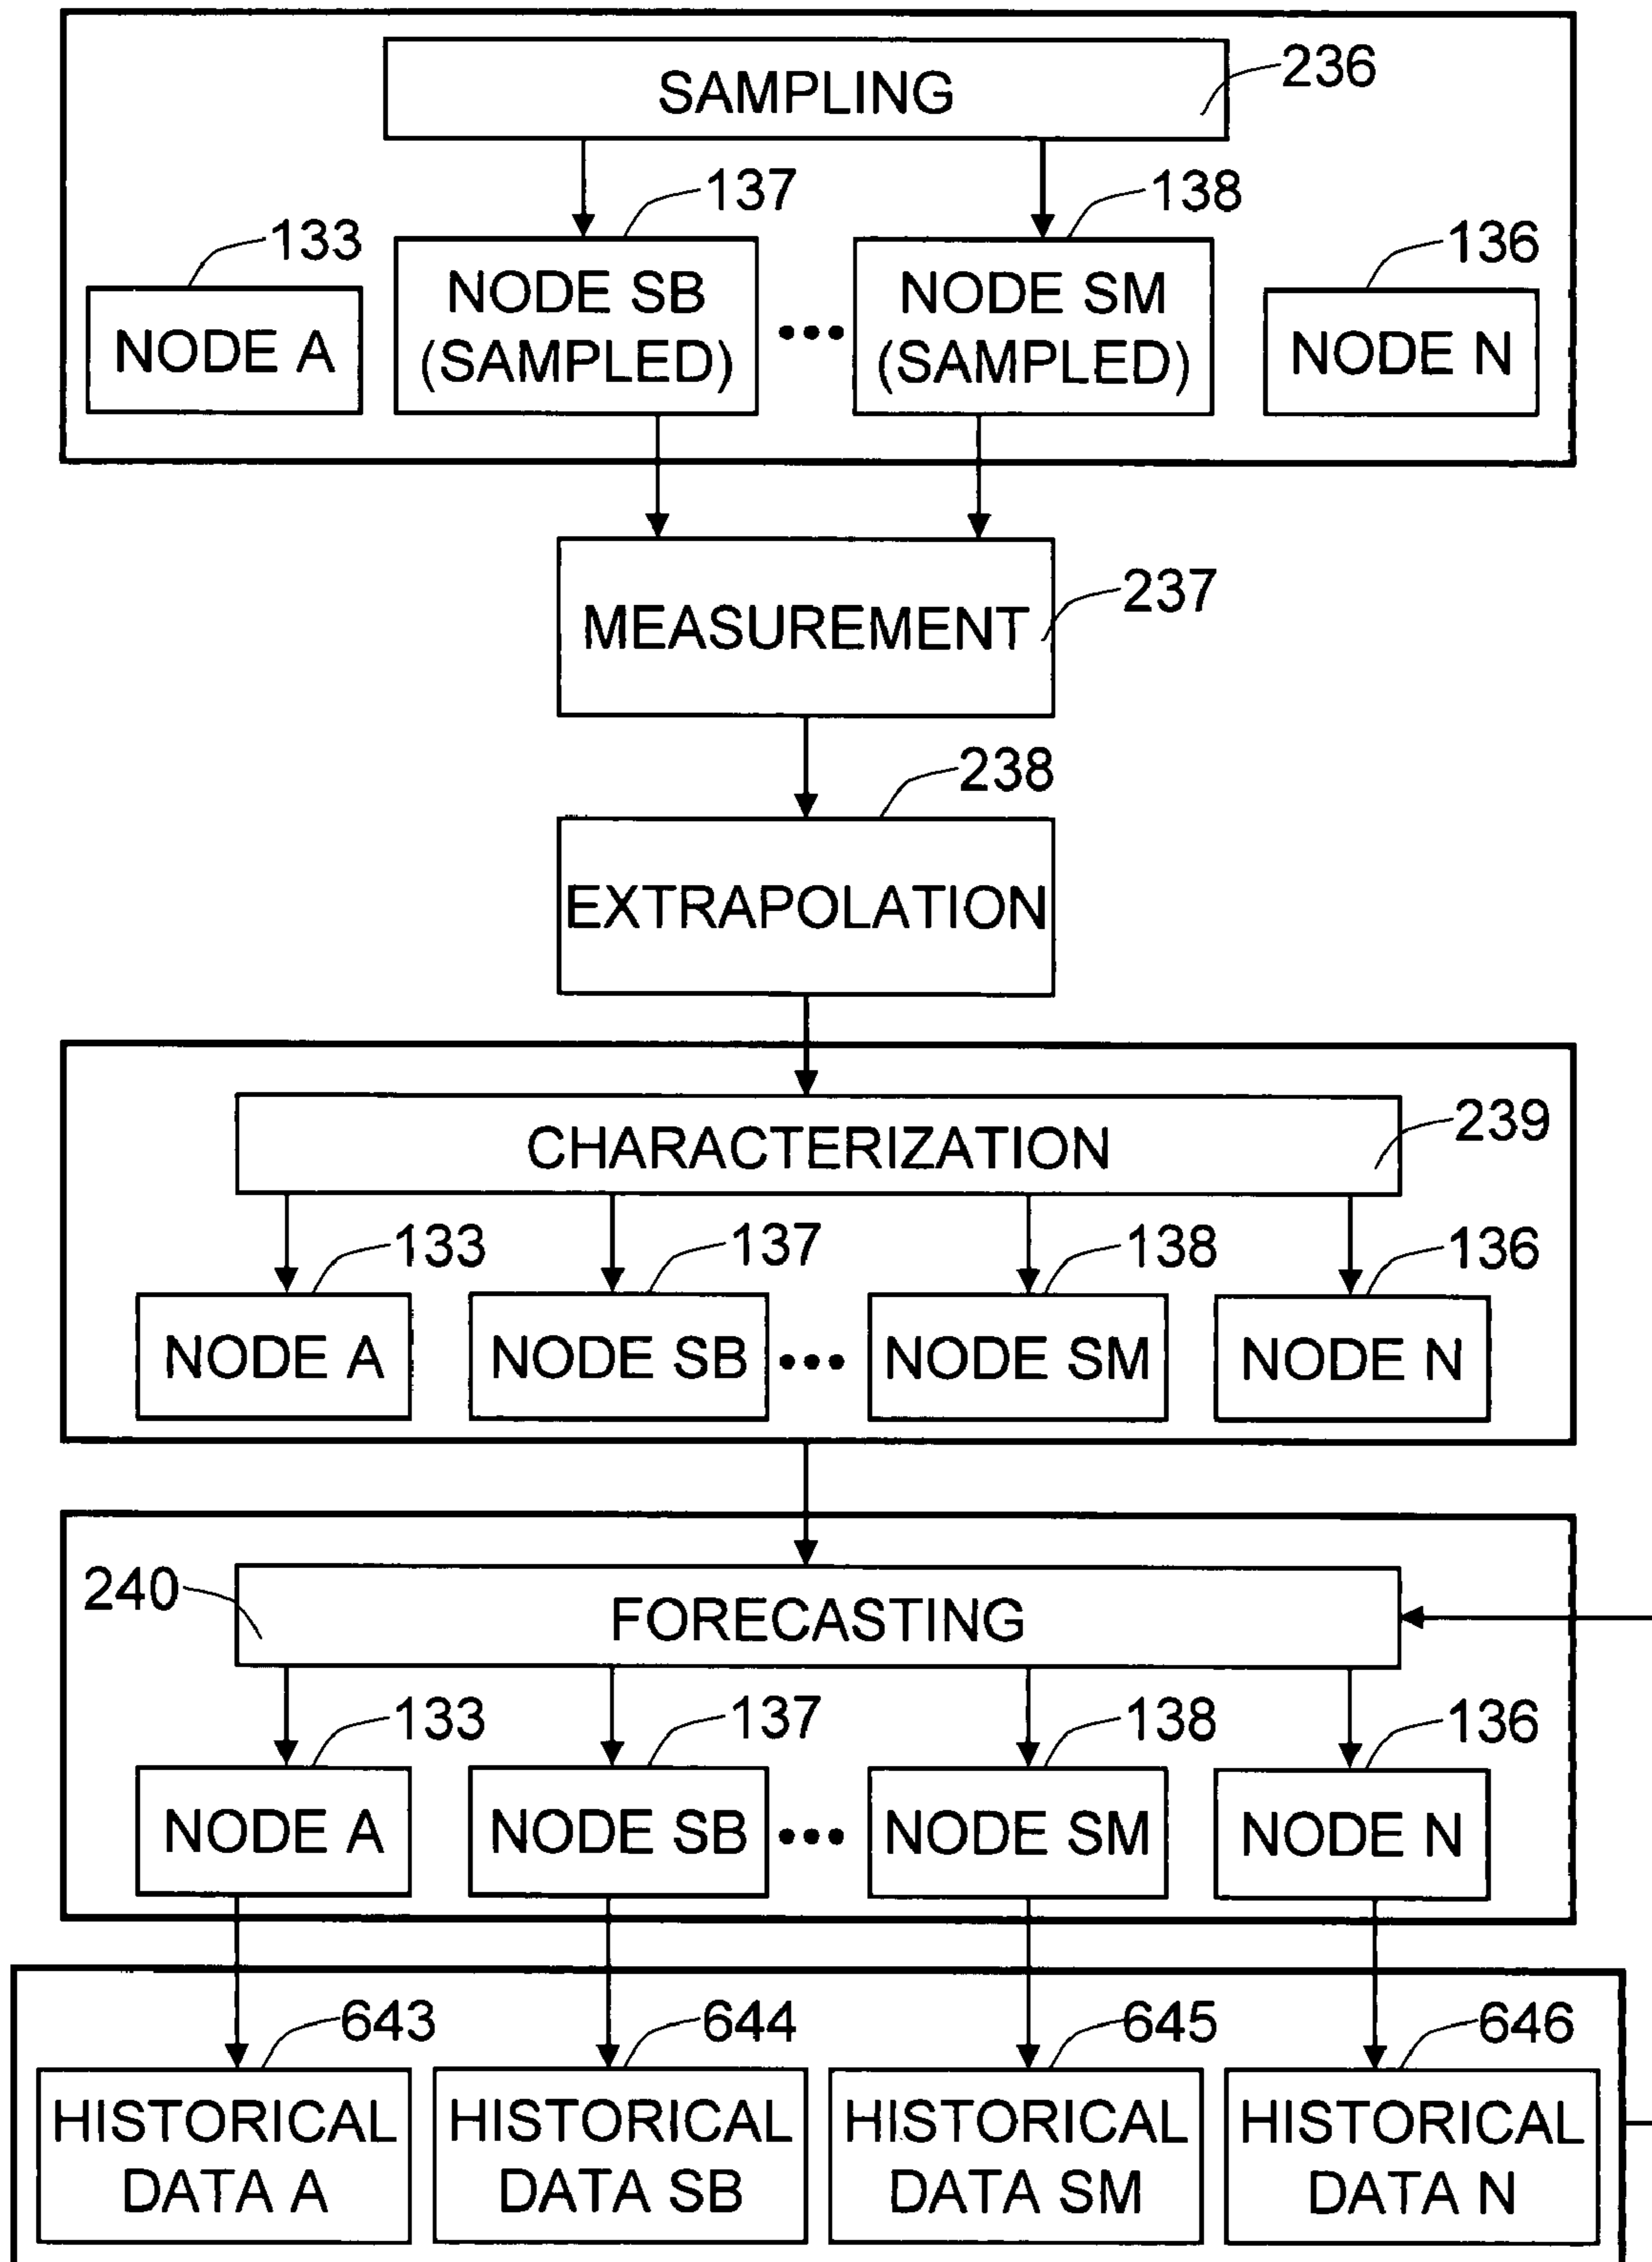 SAMPLING
236
137
138
133
136
NODE A
NODE SB
(SAMPLED)
•••
NODE SM
(SAMPLED)
NODE N
MEASUREMENT
237
238
EXTRAPOLATION
CHARACTERIZATION
239
133
137
138
136
NODE A
NODE SB
•••
NODE SM
NODE N
240
FORECASTING
133
137
138
136
NODE A
NODE SB
•••
NODE SM
NODE N
643
644
645
646
HISTORICAL
DATA A
HISTORICAL
DATA SB
HISTORICAL
DATA SM
HISTORICAL
DATA N